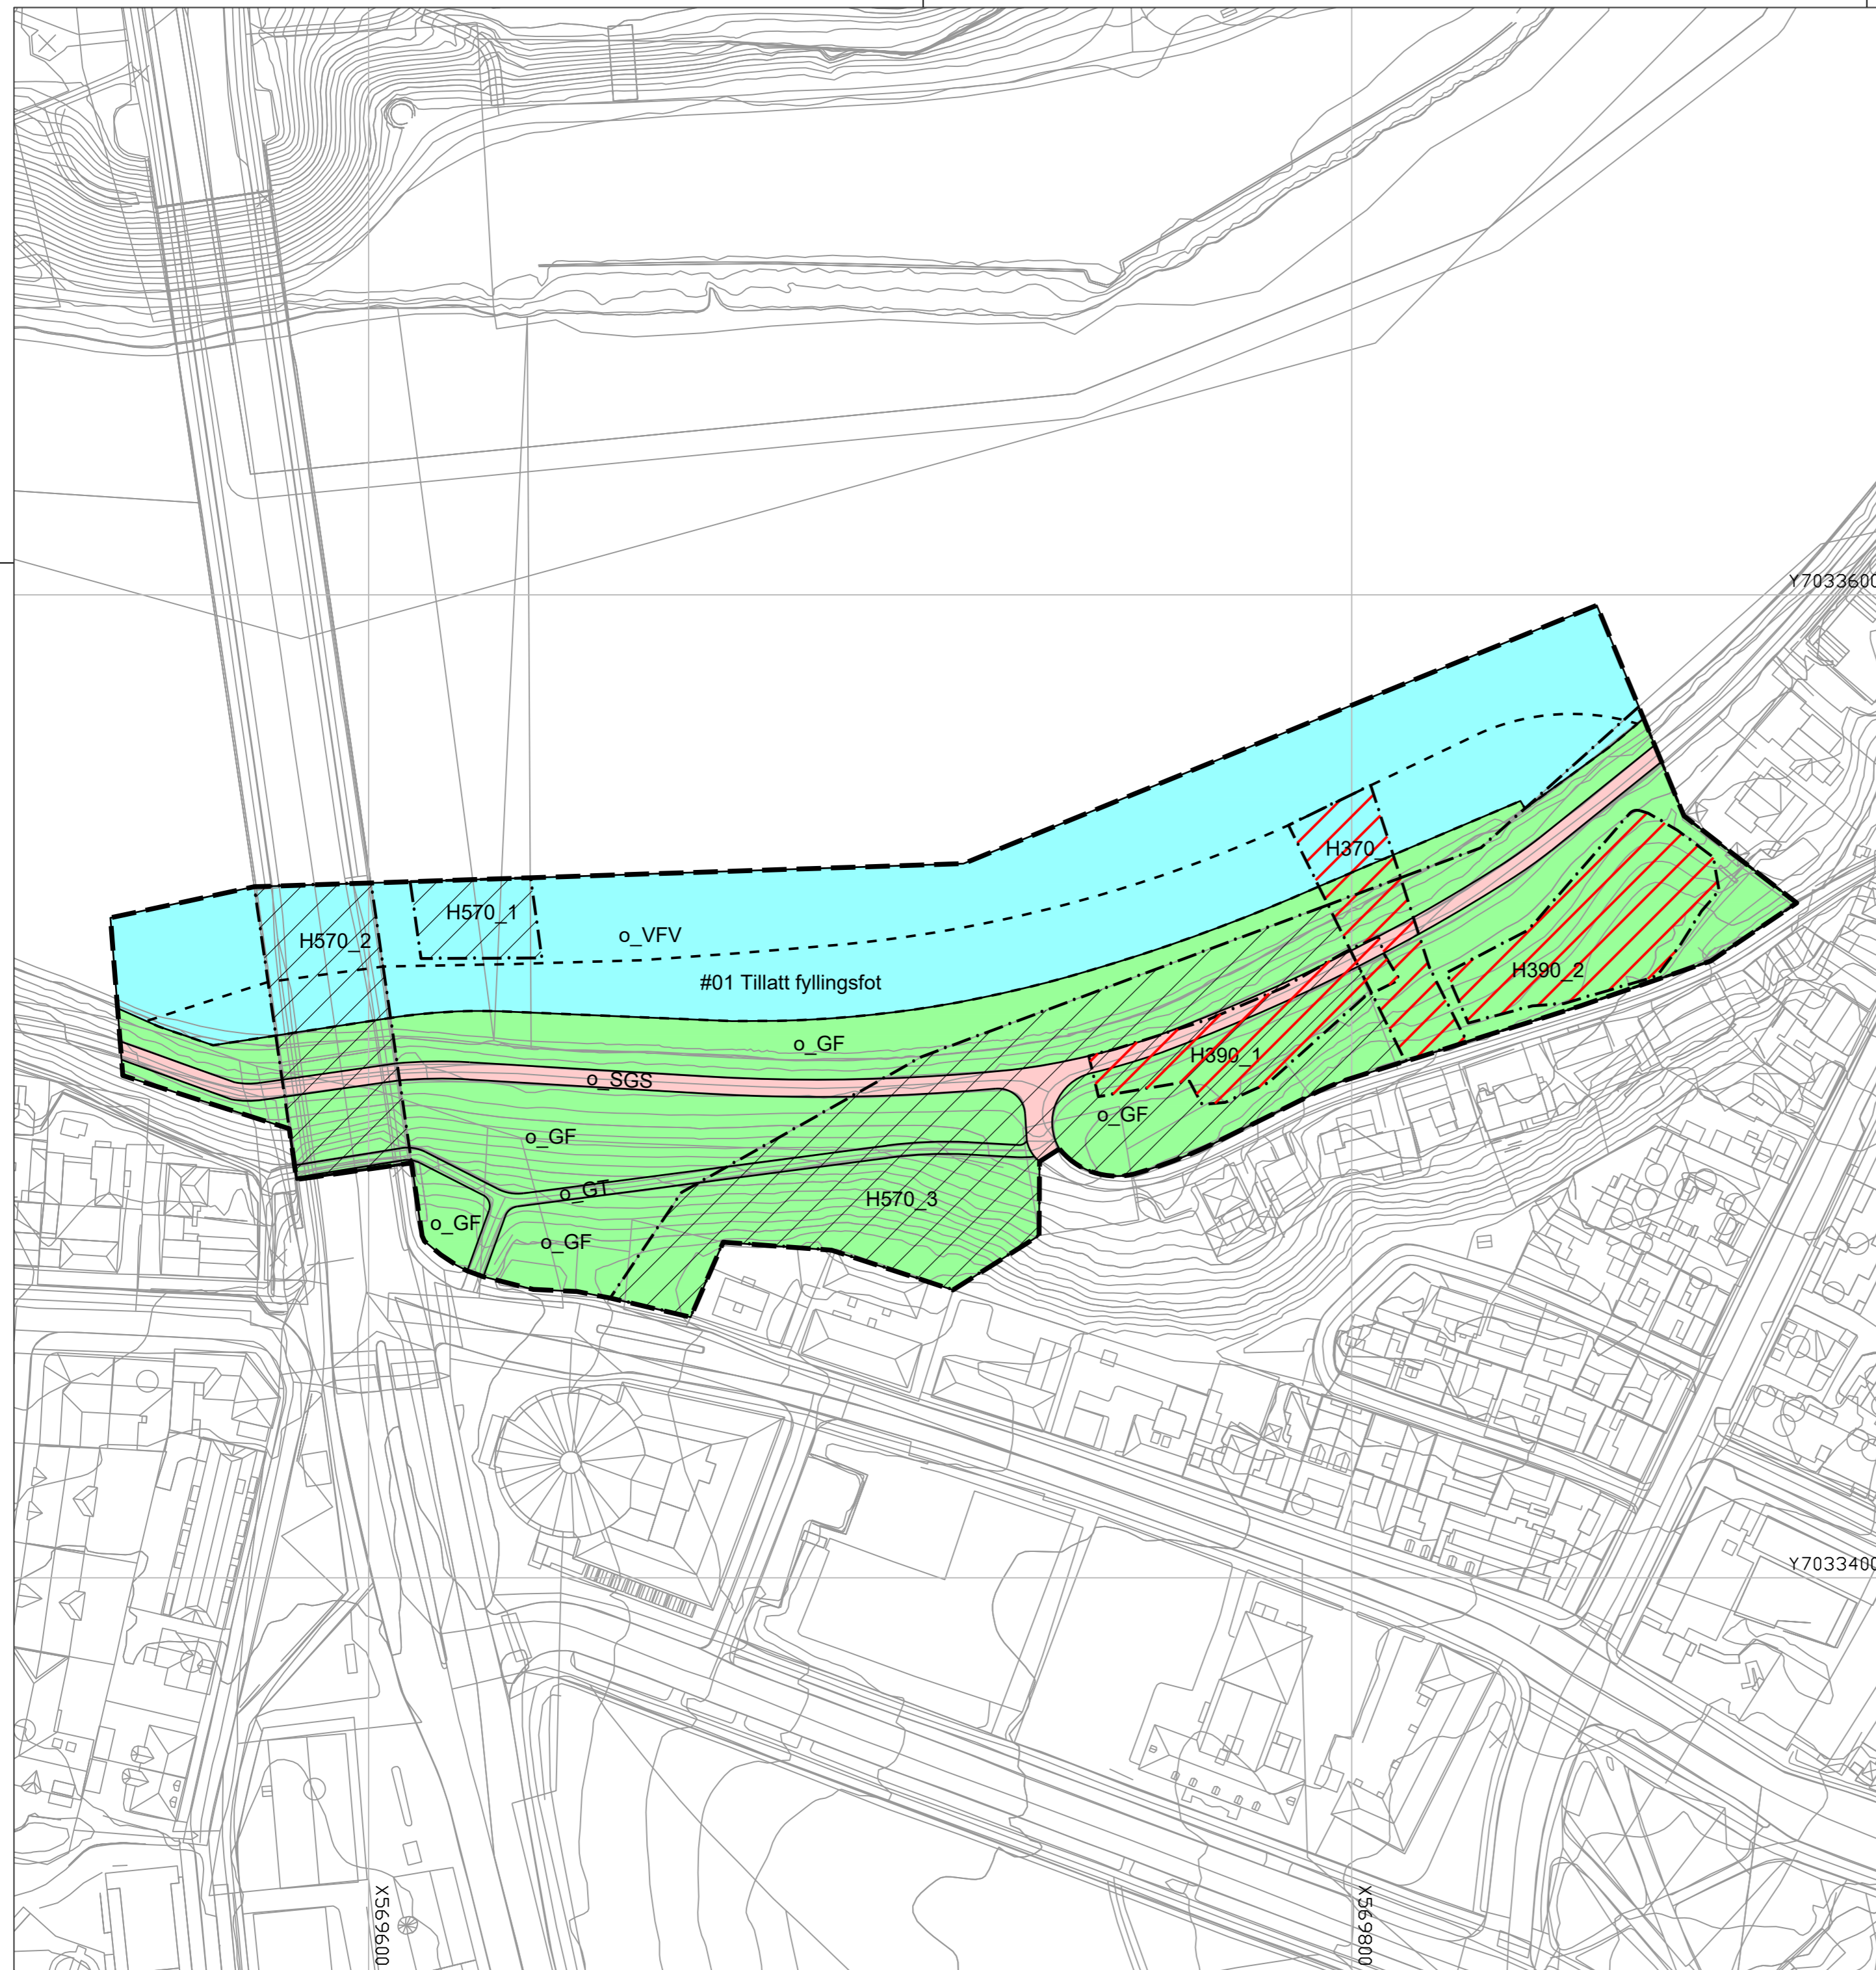 Y7033600
H370_
H570_1
H570_2
o_VFV
H390_2
#01 Tillatt fyllingsfot
o_GF
H390_1
o_SGS
o_GF
o_GF
o_GT
H570_3
o_GF
o_GF
Y7033400
X569600
X569800